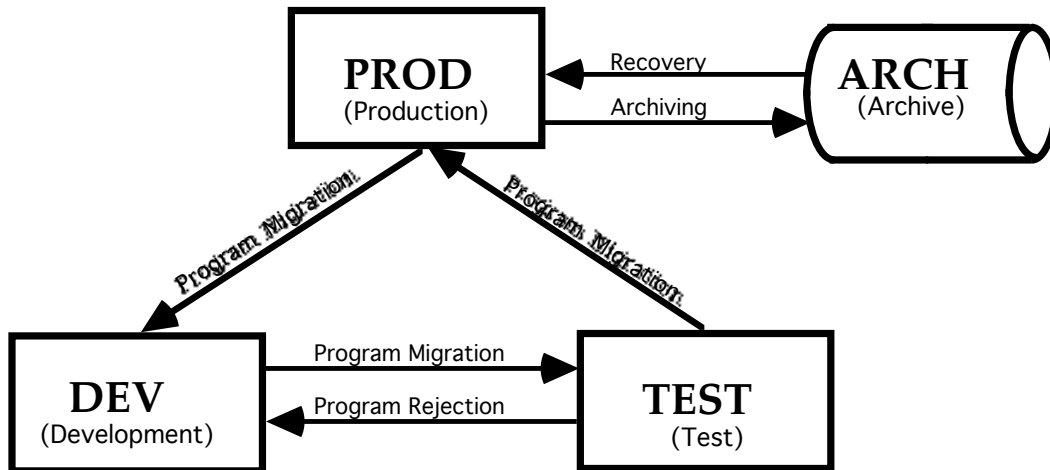 PROD
(Production)
Recovery
Archiving
ARCH
(Archive)
Program Migration
Program Migration
DEV
(Development)
Program Migration
Program Rejection
TEST
(Test)